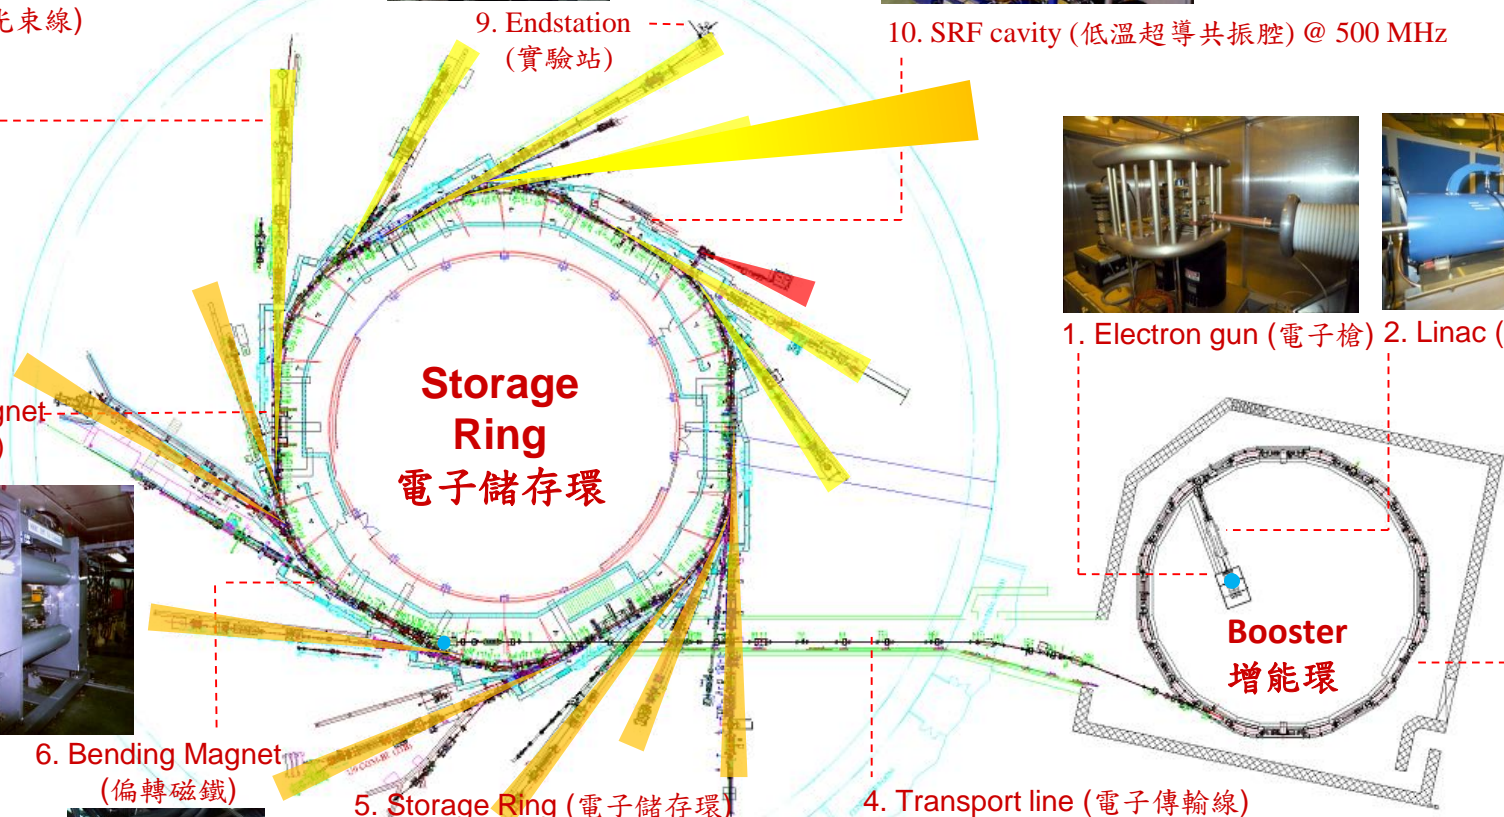 光束線)
9. Endstation
(實驗站)
10. SRF cavity (低溫超導共振腔) @ 500 MHz
1. Electron gun (電子槍)
2. Linac (
Storage
Ring
電子儲存環
gnet
)
Booster
增能環
6. Bending Magnet
(偏轉磁鐵)
5. Storage Ring (電子儲存環)
4. Transport line (電子傳輸線)